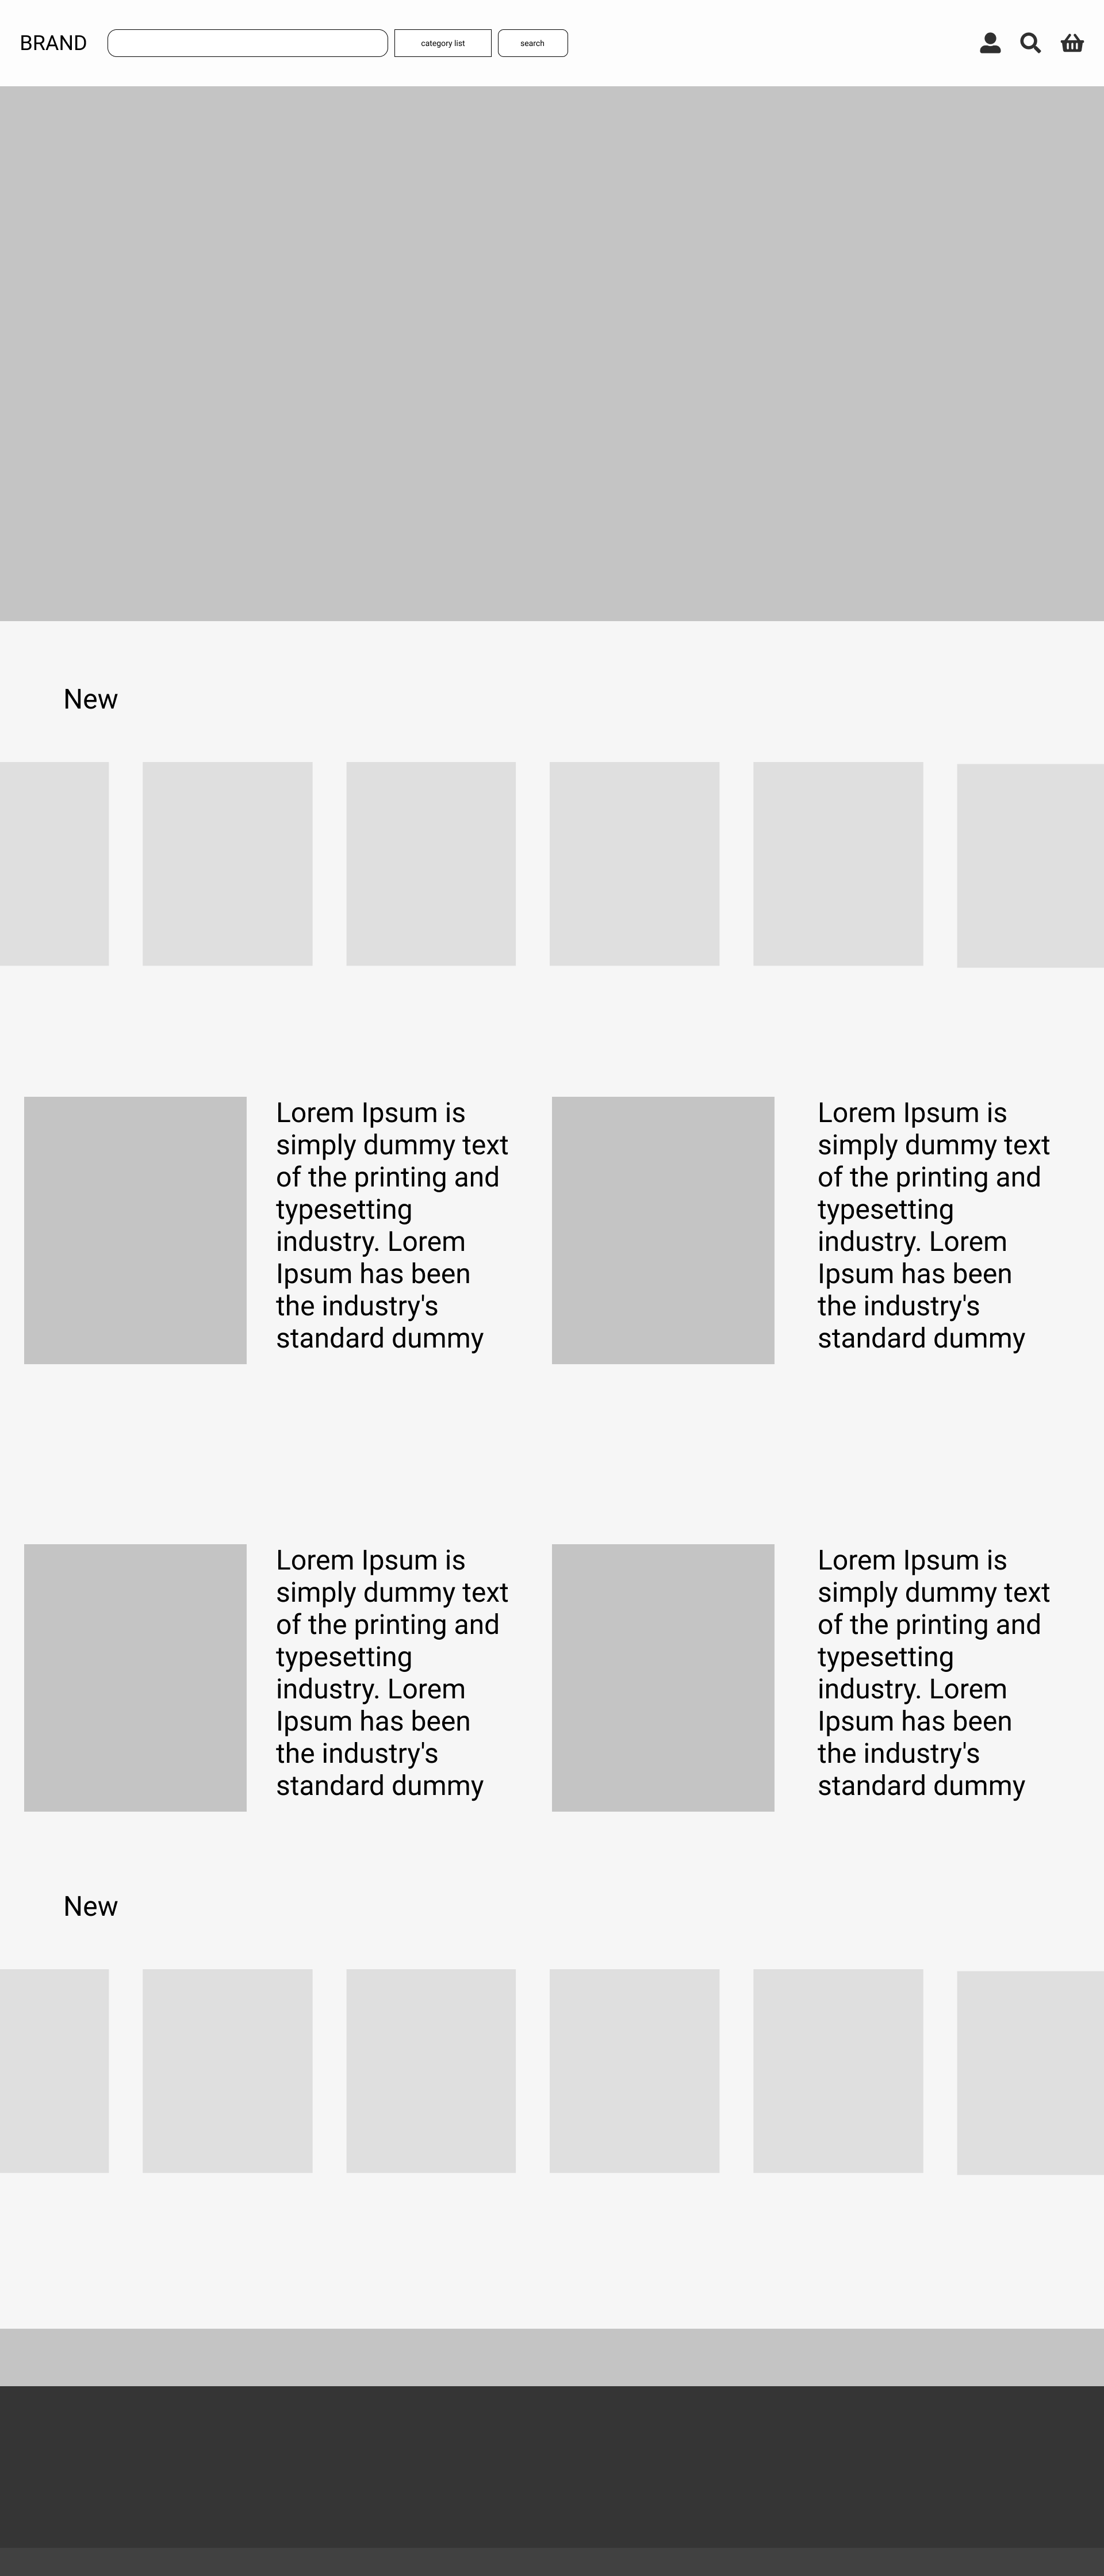 BRAND
category list
search
New
Lorem Ipsum is
simply dummy text
of the printing and
typesetting
industry. Lorem
Ipsum has been
the industry's
standard dummy
Lorem Ipsum is
simply dummy text
of the printing and
typesetting
industry. Lorem
Ipsum has been
the industry's
standard dummy
Lorem Ipsum is
simply dummy text
of the printing and
typesetting
industry. Lorem
Ipsum has been
the industry's
standard dummy
Lorem Ipsum is
simply dummy text
of the printing and
typesetting
industry. Lorem
Ipsum has been
the industry's
standard dummy
New